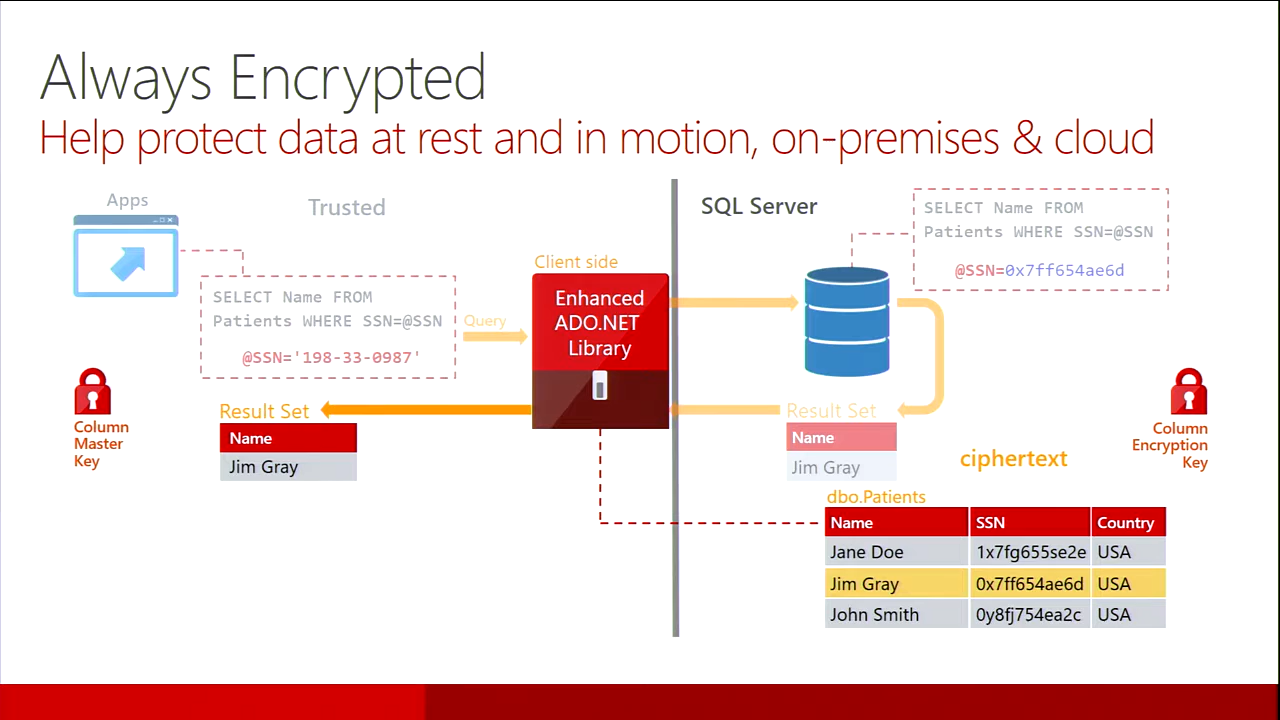 Always Encrypted
Help protect data at rest and in motion, on-premises & cloud
Apps
Trusted
SELECT Name FROM
Patients WHERE SSN=@SSN
@SSN='198-33-0987'
Query
Client side
Enhanced
ADO.NET
Library
Column
Master
Key
Result Set
Name
Jim Gray
SQL Server
SELECT Name FROM
Patients WHERE SSN=@SSN
@SSN=0x7ff654ae6d
Result Set
Name
Jim Gray
Column
Encryption
Key
ciphertext
dbo.Patients
Name SSN Country
Jane Doe 1x7fg655se2e USA
Jim Gray 0x7ff654ae6d USA
John Smith 0y8fj754ea2c USA